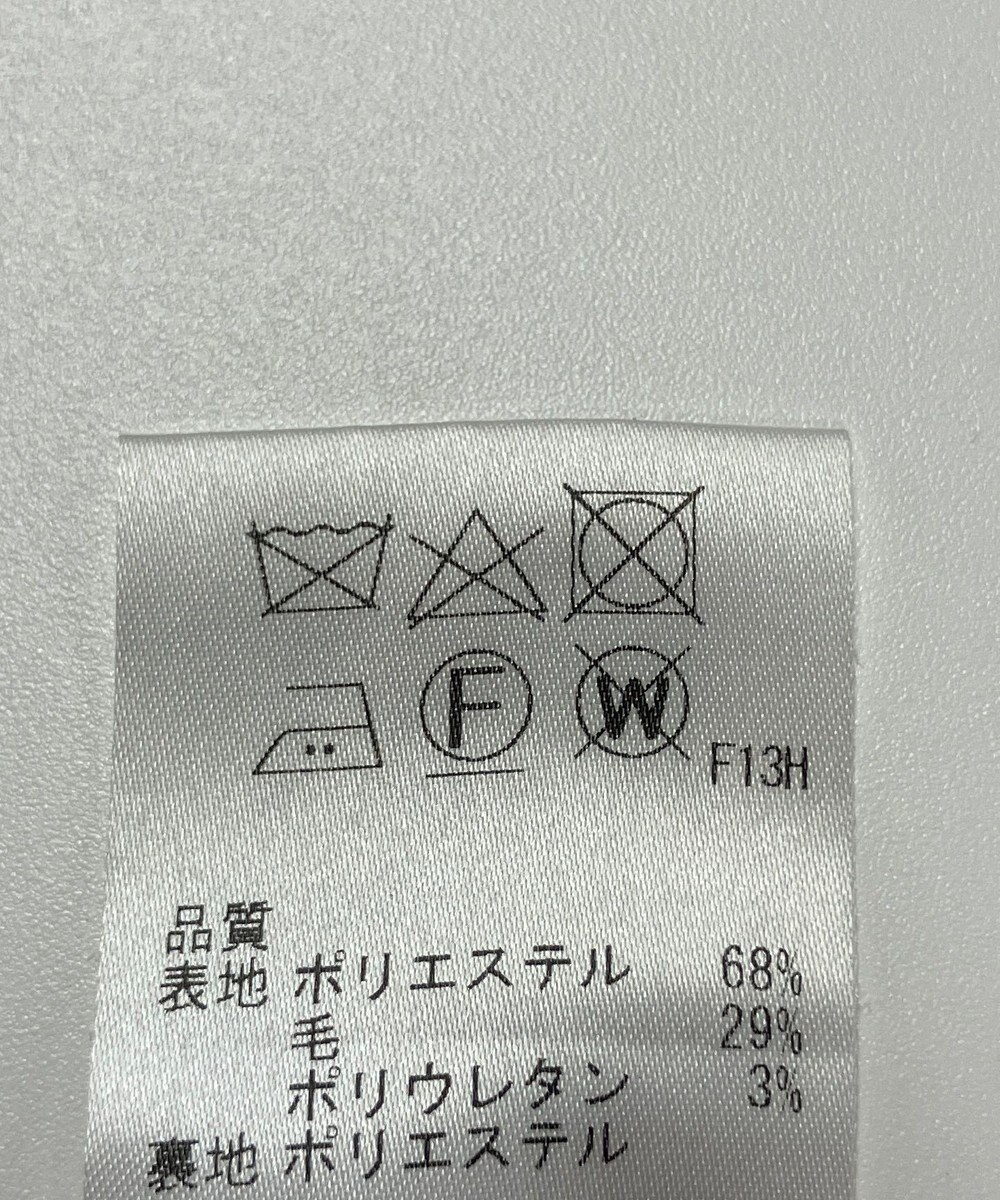 F W F13H
品質
表地 ポリエステル 68%
毛 29%
ポリウレタン 3%
裏地 ポリエステル